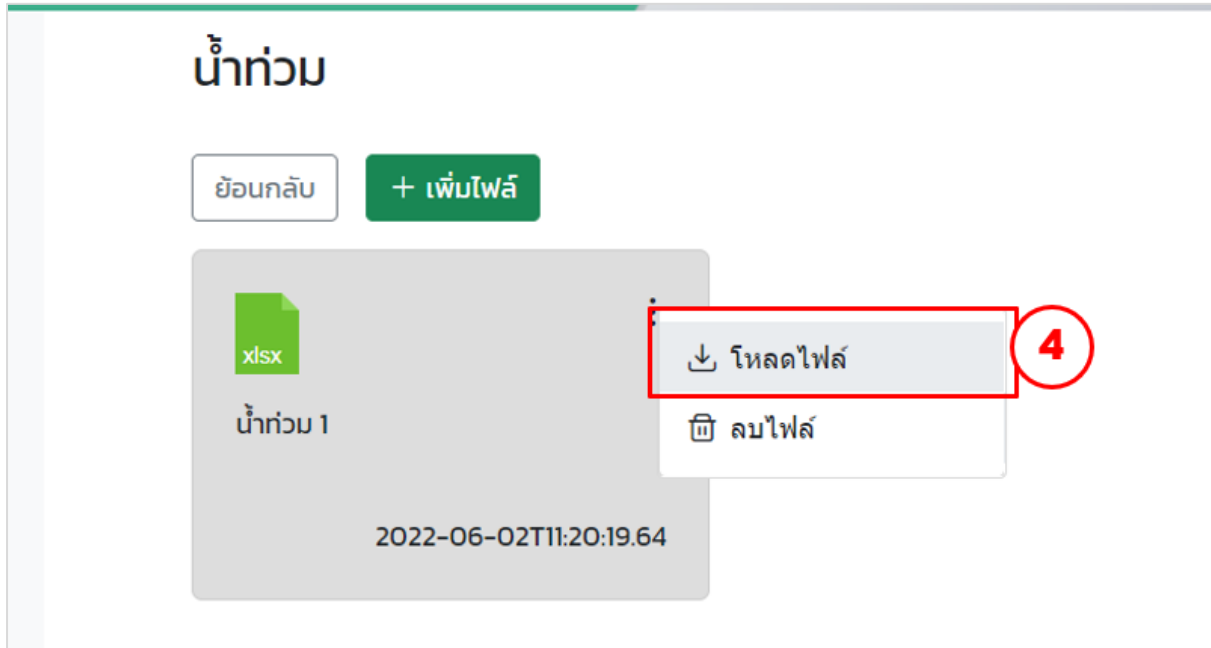 น้ำท่วม
ย้อนกลับ
+ เพิ่มไฟล์
xlsx
โหลดไฟล์
4
น้ำท่วม 1
ลบไฟล์
2022-06-02T11:20:19.64